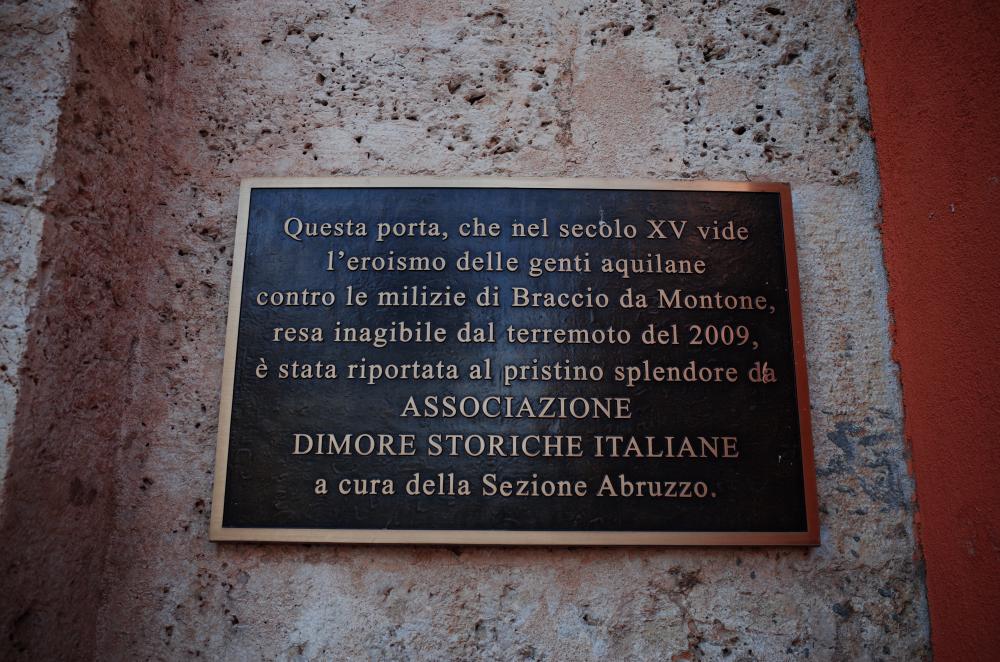 Questa porta, che nel secolo XV vide
l'eroismo delle genti aquilane
contro le milizie di Braccio da Montone,
resa inagibile dal terremoto del 2009,
è stata riportata al pristino splendore da
ASSOCIAZIONE
DIMORE STORICHE ITALIANE
a cura della Sezione Abruzzo.